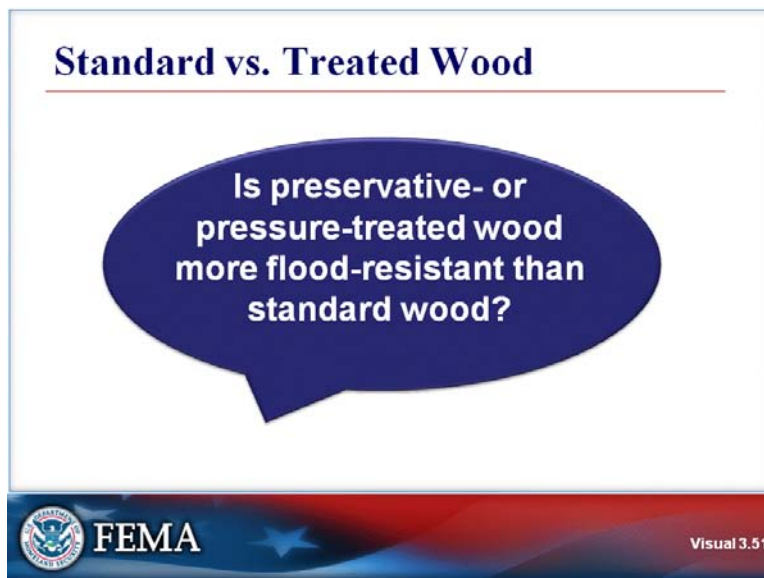 Standard vs. Treated Wood
Is preservative- or
pressure-treated wood
more flood-resistant than
standard wood?
FEMA
Visual 3.51